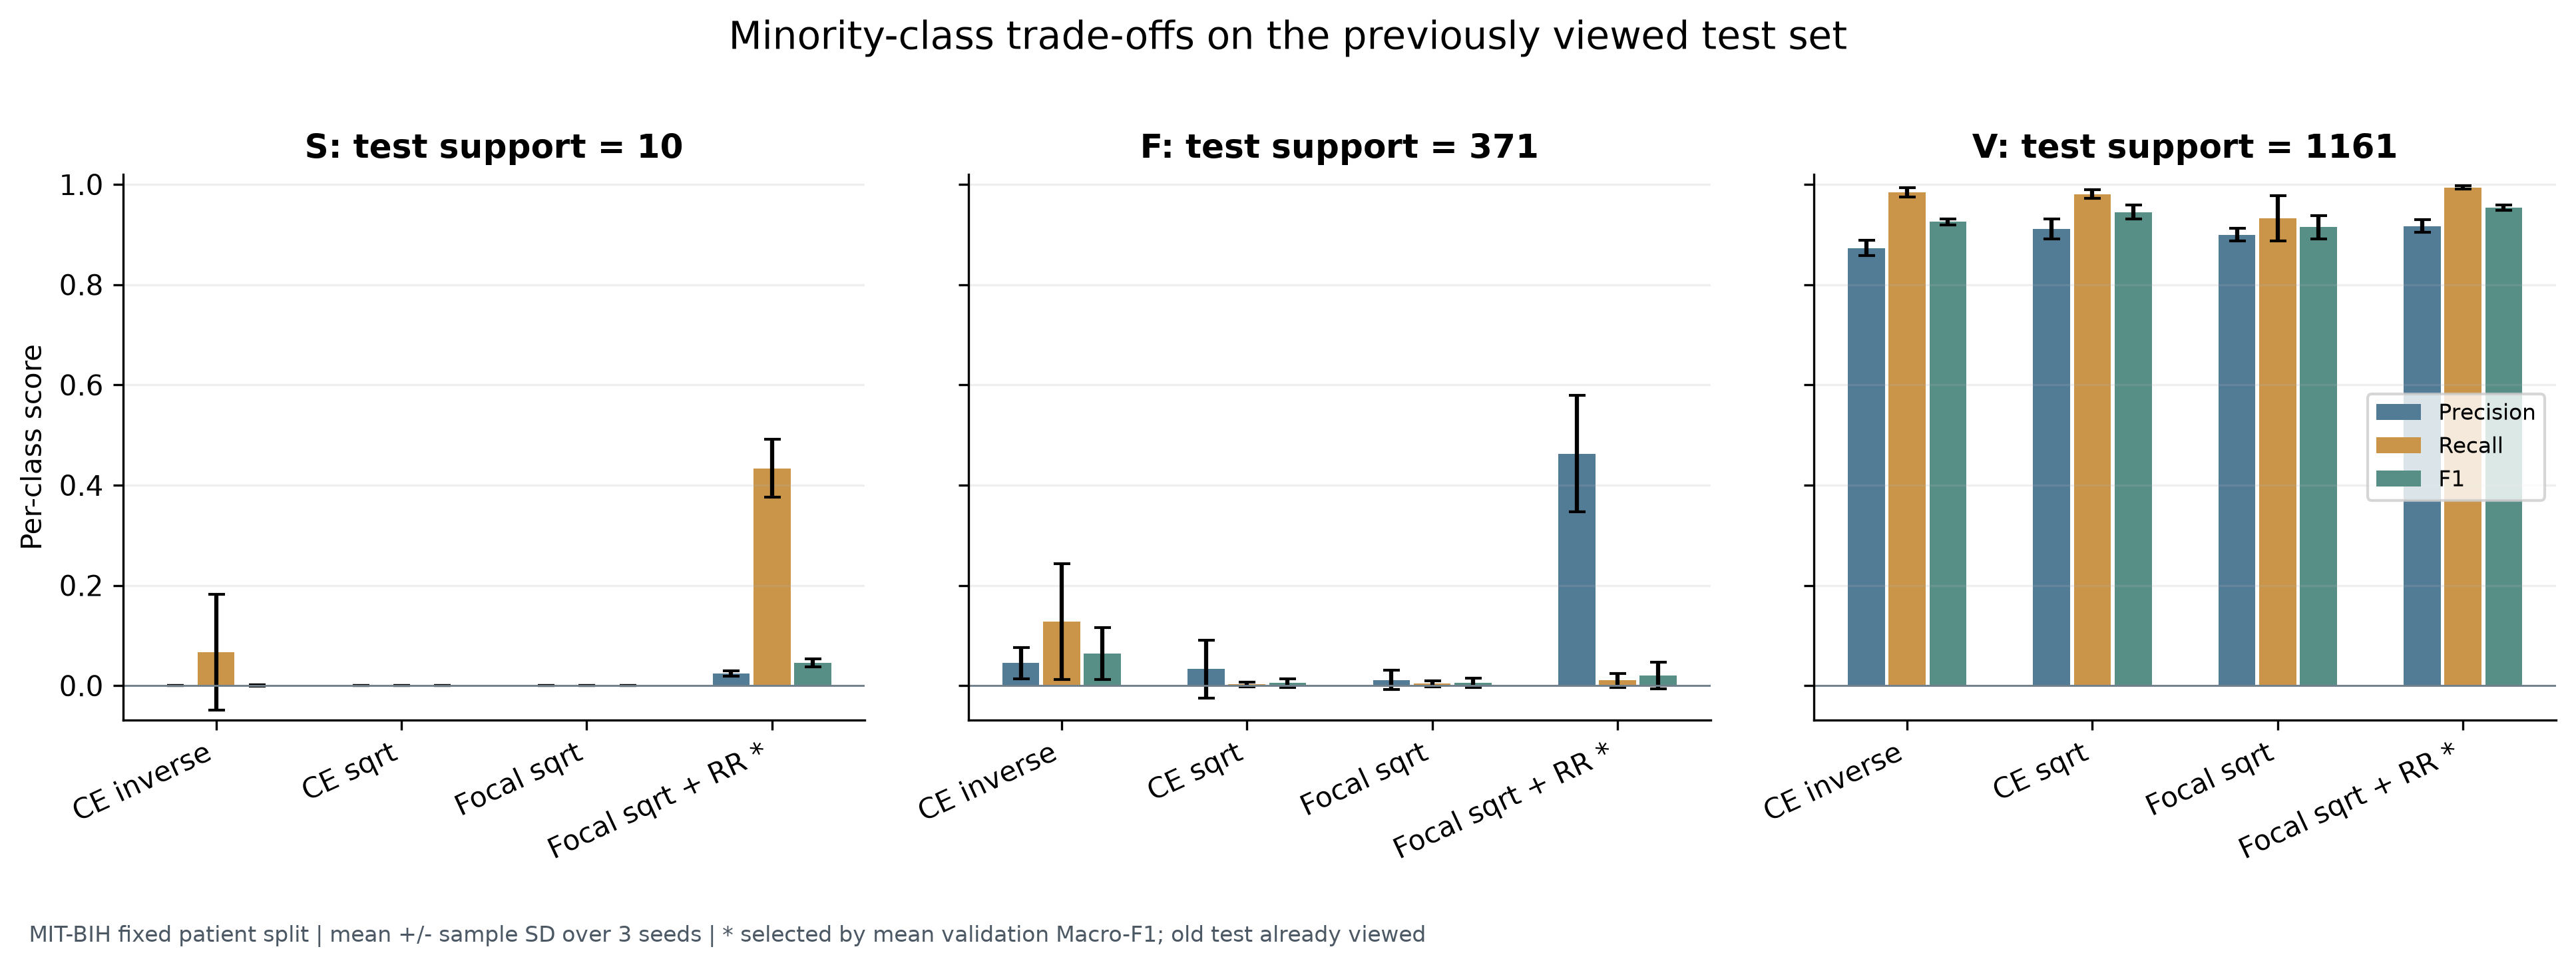 Minority-class trade-offs on the previously viewed test set
S: test support = 10
F: test support = 371
V: test support = 1161
Per-class score
1.0
0.8
0.6
0.4
0.2
0.0
CE inverse
CE sqrt
Focal sqrt
Focal sqrt + RR *
CE inverse
CE sqrt
Focal sqrt
Focal sqrt + RR *
CE inverse
CE sqrt
Focal sqrt
Focal sqrt + RR *
Precision
Recall
F1
MIT-BIH fixed patient split | mean +/- sample SD over 3 seeds | * selected by mean validation Macro-F1; old test already viewed